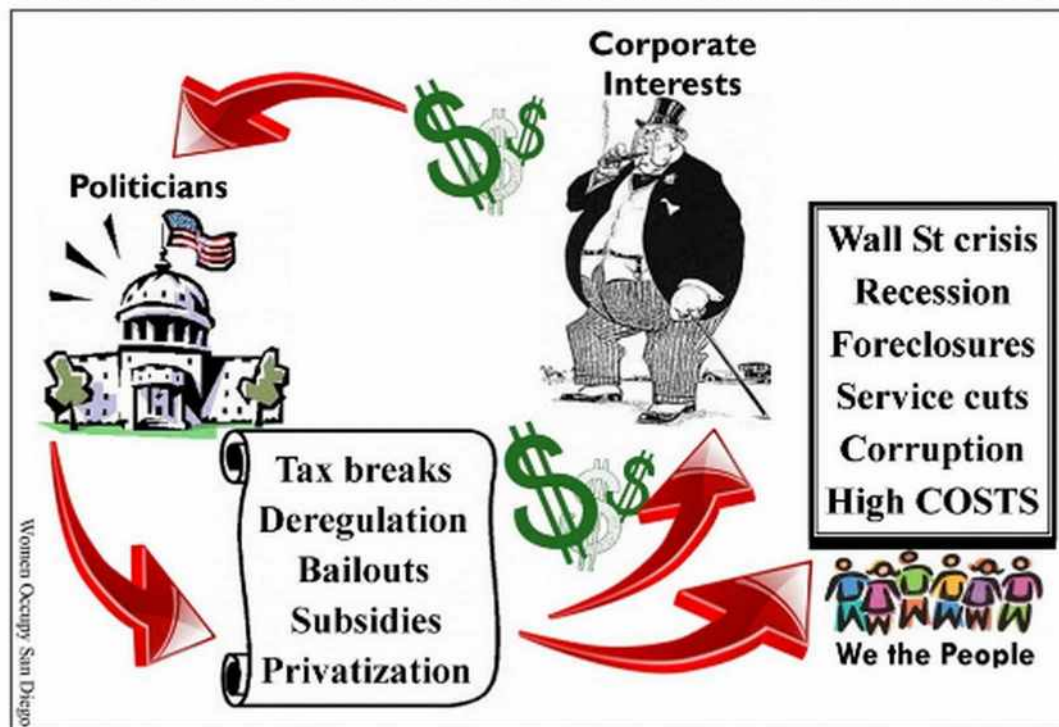 Corporate
Interests
Politicians
$ $ $
Wall St crisis
Recession
Foreclosures
Service cuts
Corruption
High COSTS
Tax breaks
Deregulation
Bailouts
Subsidies
Privatization
$ $ $
We the People
Women Occupy San Diego